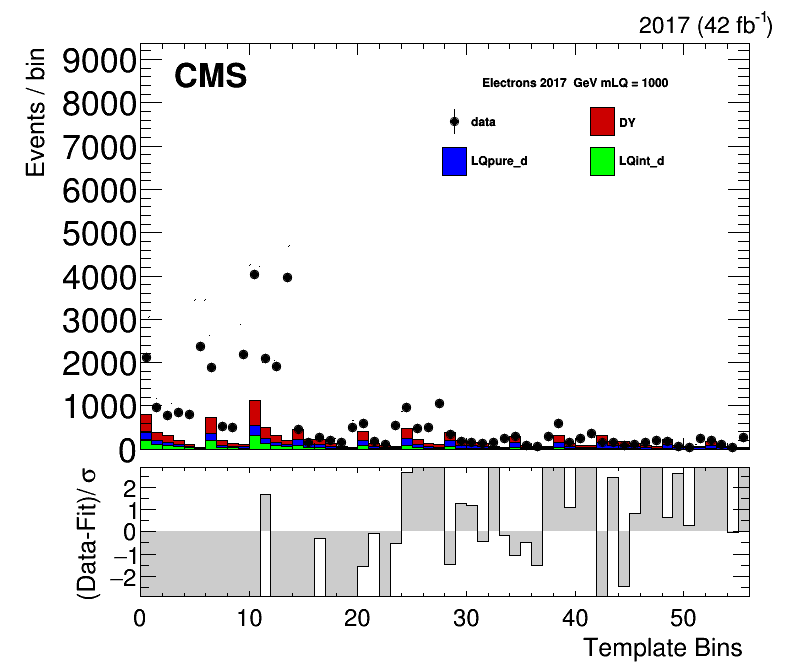 2017 (42 fb-1)
CMS
Electrons 2017 GeV mLQ = 1000
data
DY
LQpure_d
LQint_d
Events / bin
9000
8000
7000
6000
5000
4000
3000
2000
1000
0
(Data-Fit)/ σ
2
1
0
−1
−2
0 10 20 30 40 50
Template Bins